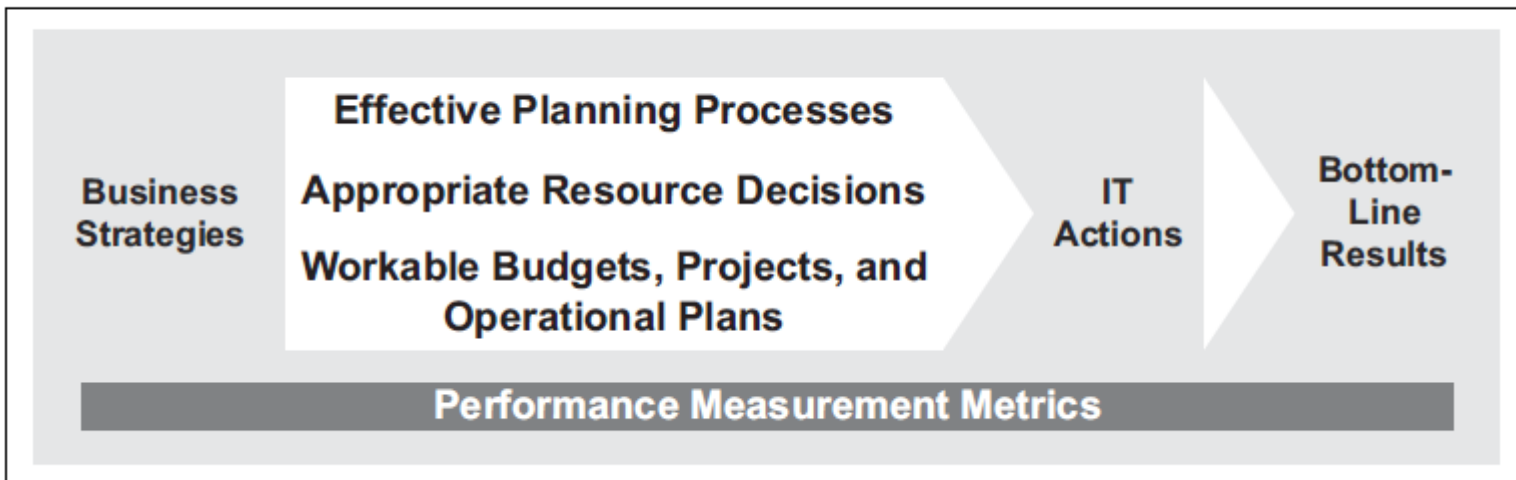 Business
Strategies
Effective Planning Processes
Appropriate Resource Decisions
Workable Budgets, Projects, and
Operational Plans
IT
Actions
Bottom-
Line
Results
Performance Measurement Metrics